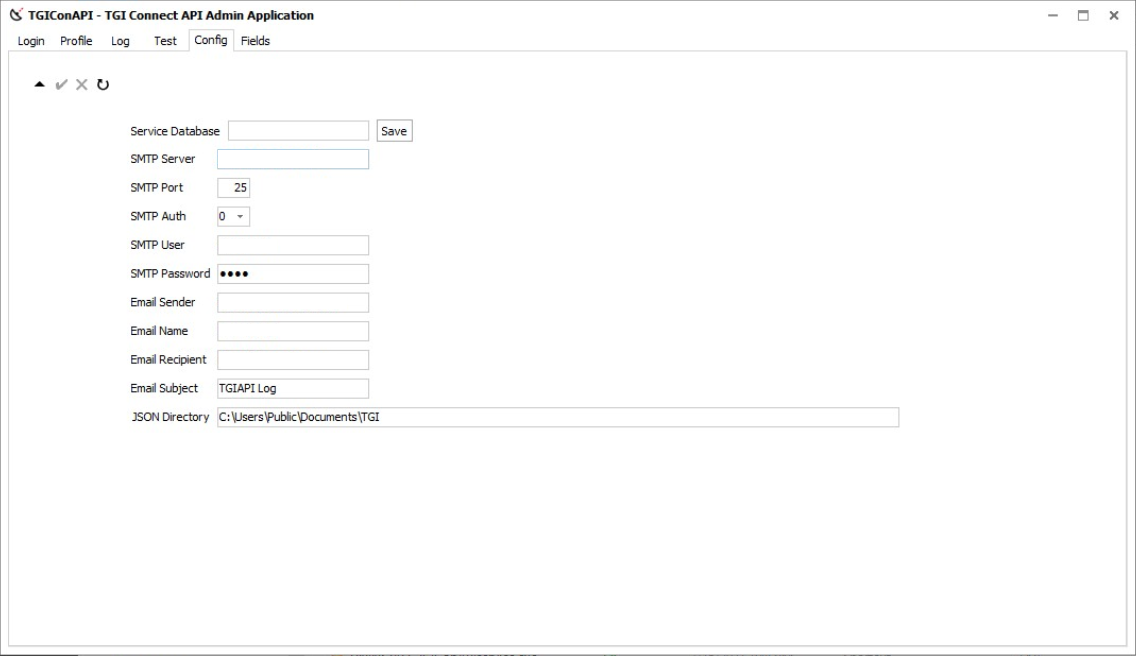 TGIConAPI - TGI Connect API Admin Application
Login Profile Log Test Config Fields
Service Database Save
SMTP Server
SMTP Port 25
SMTP Auth 0
SMTP User
SMTP Password ●●●●
Email Sender
Email Name
Email Recipient
Email Subject TGIAPI Log
JSON Directory C:\Users\Public\Documents\TGI